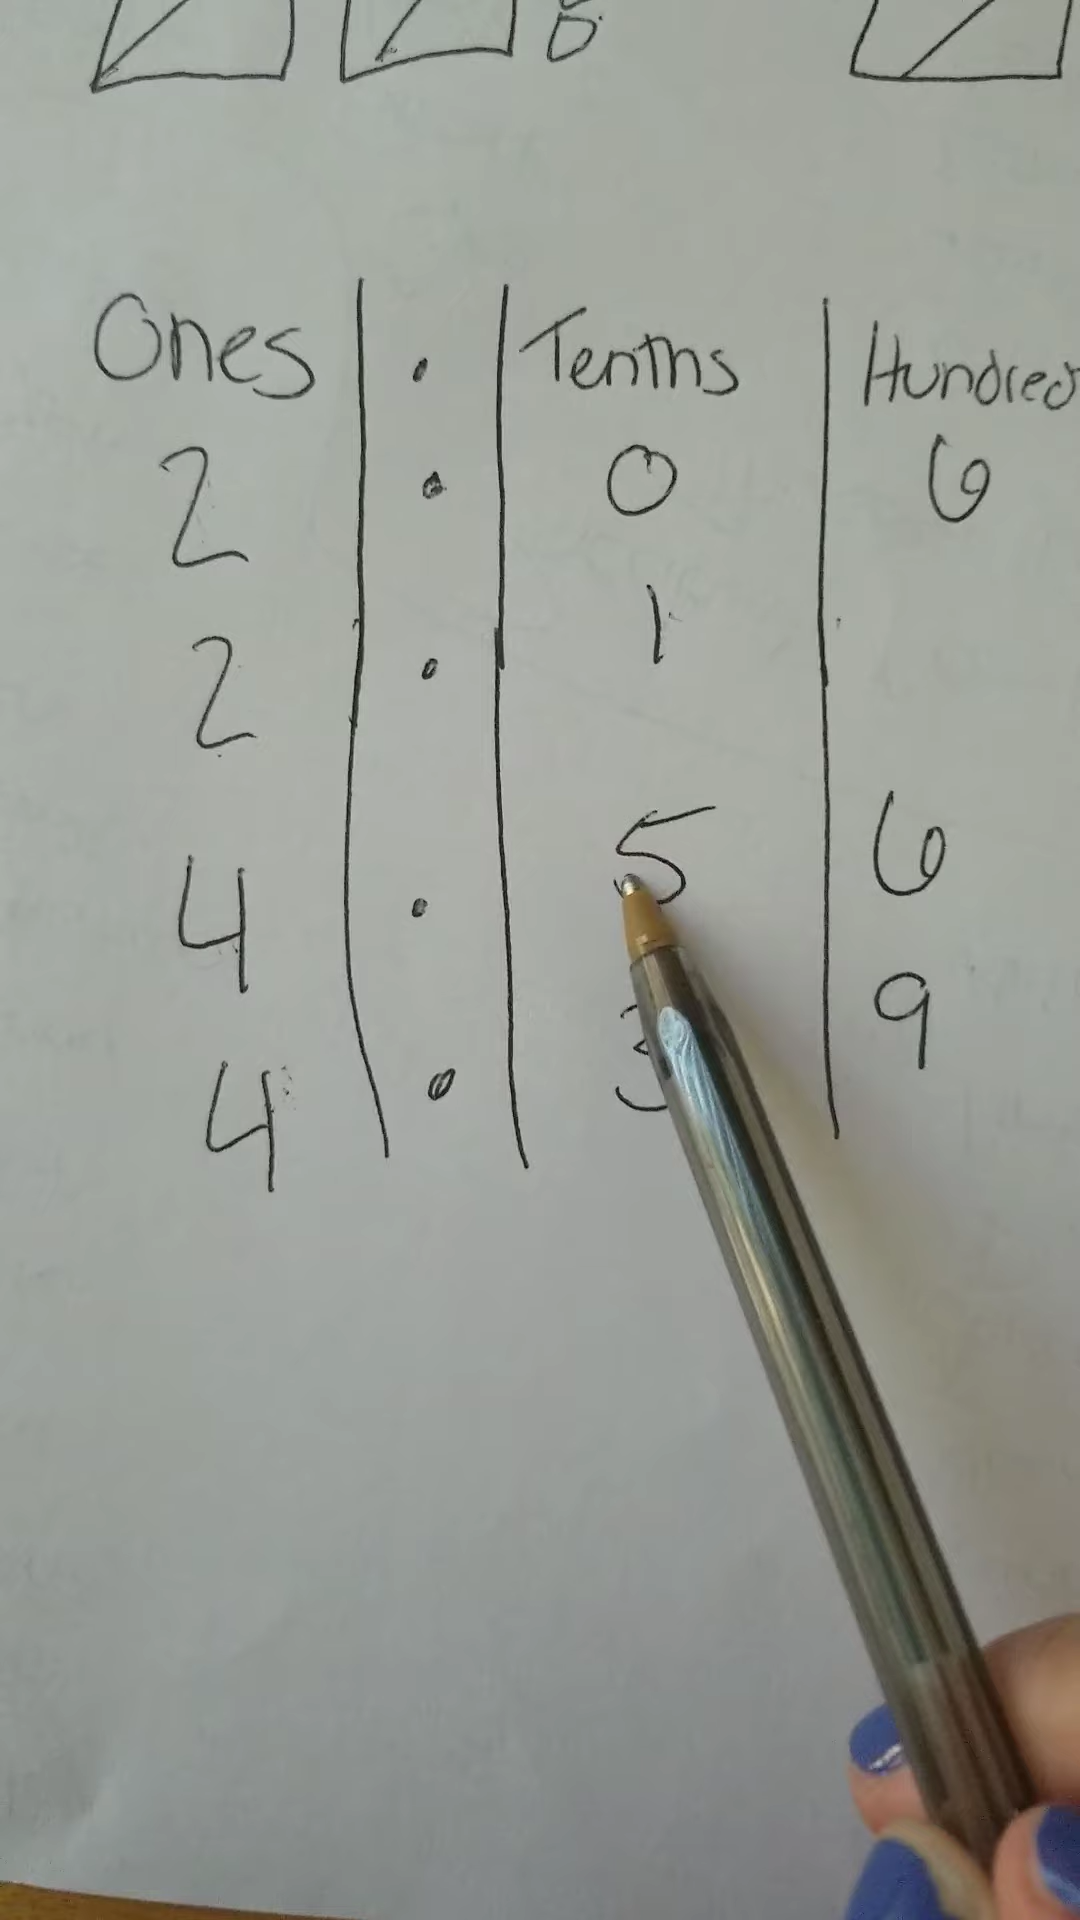 Ones . Tenths Hundred
2 . 0 6
2 . 1
4 . 5 6
4 . 3 9